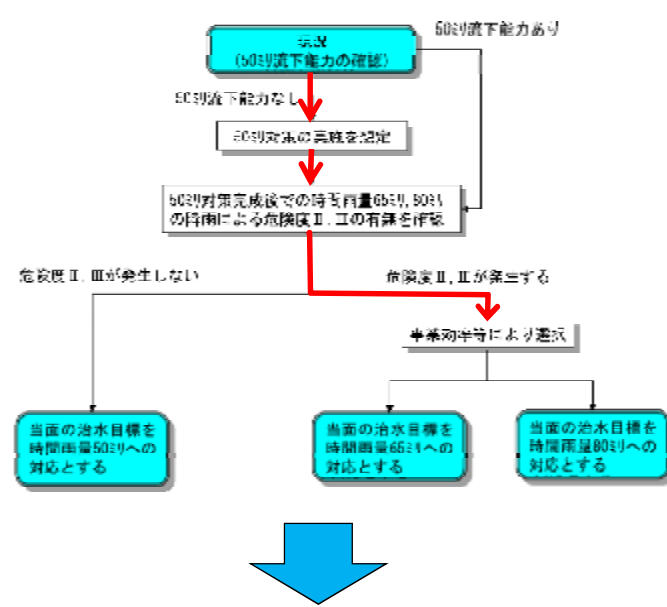 50ミリ流下能力あり
現況
(50ミリ流下能力の確認)
50ミリ流下能力なし
50ミリ対策の実施を想定
50ミリ対策完成後での時間雨量65ミリ,80ミリ
の降雨による危険度Ⅱ,Ⅲの有無を確認
危険度Ⅱ,Ⅲが発生しない
危険度Ⅱ,Ⅲが発生する
事業効率等により選択
当面の治水目標を
時間雨量50ミリへの
対応とする
当面の治水目標を
時間雨量65ミリへの
対応とする
当面の治水目標を
時間雨量80ミリへの
対応とする